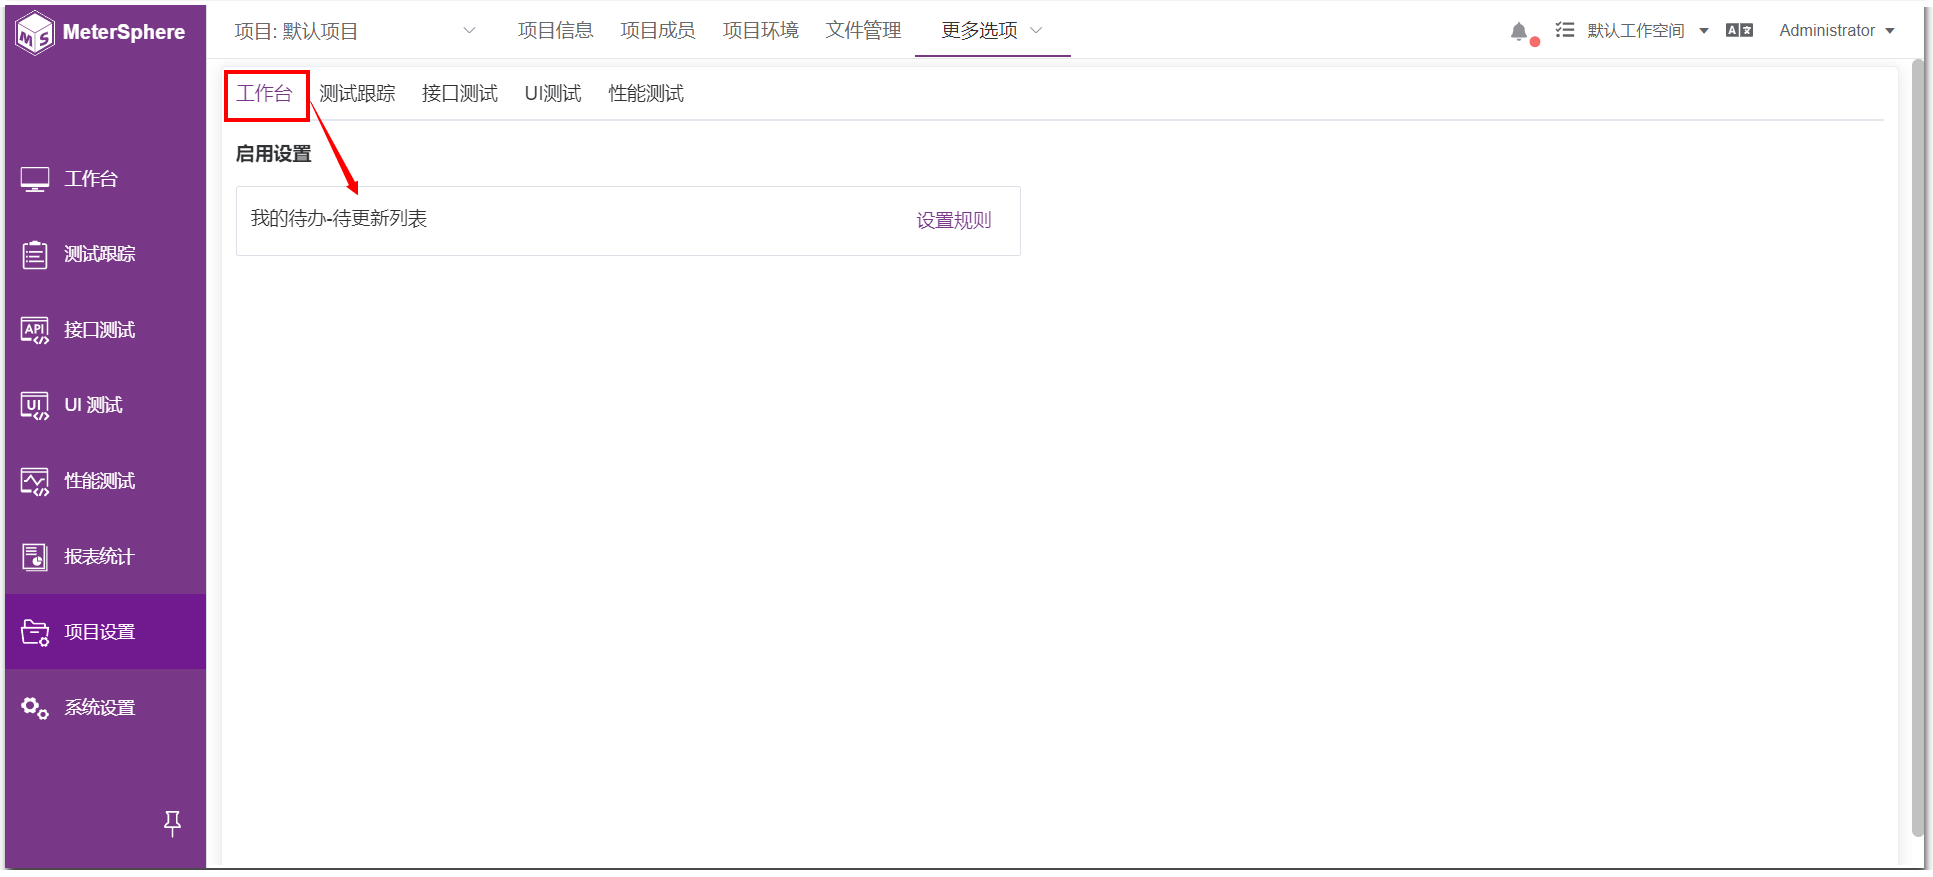 MeterSphere
项目: 默认项目 项目信息 项目成员 项目环境 文件管理 更多选项 默认工作空间 Administrator
工作台 测试跟踪 接口测试 UI测试 性能测试
启用设置
我的待办-待更新列表 设置规则
工作台
测试跟踪
API 接口测试
UI UI 测试
性能测试
报表统计
项目设置
系统设置